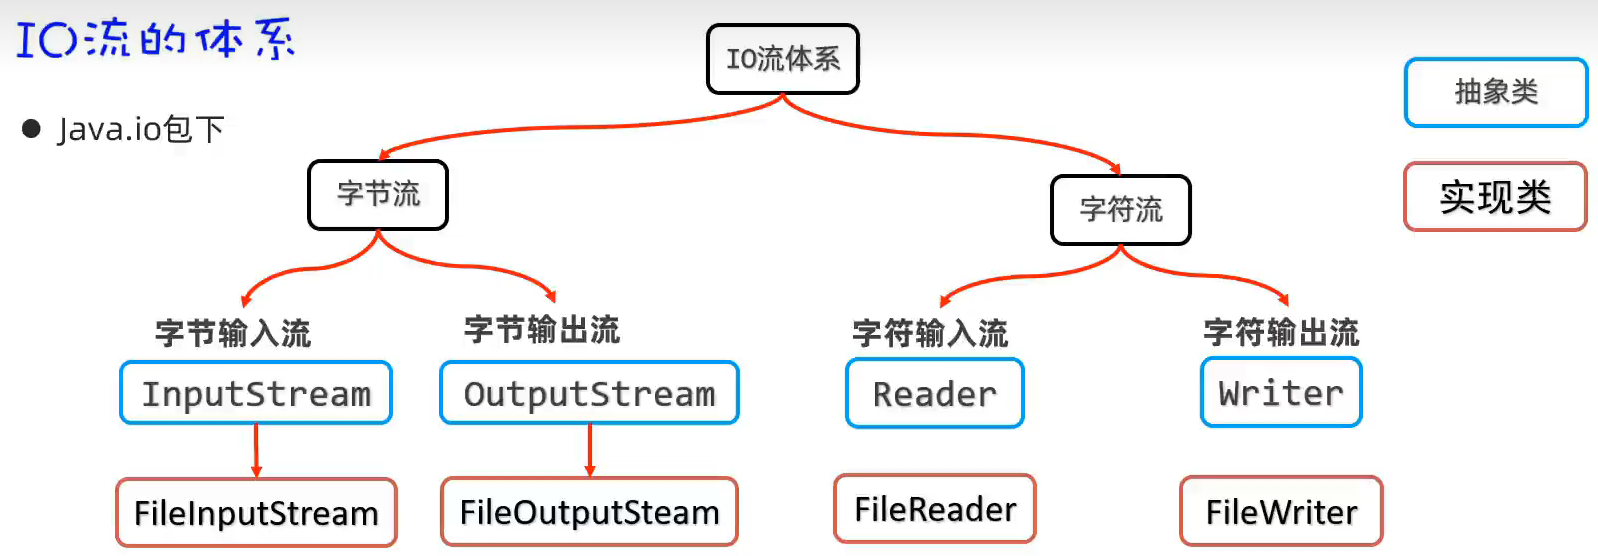 IO流的体系
IO流体系
抽象类
● Java.io包下
字节流
字符流
实现类
字节输入流
字节输出流
字符输入流
字符输出流
InputStream
OutputStream
Reader
Writer
FileInputStream
FileOutputSteam
FileReader
FileWriter